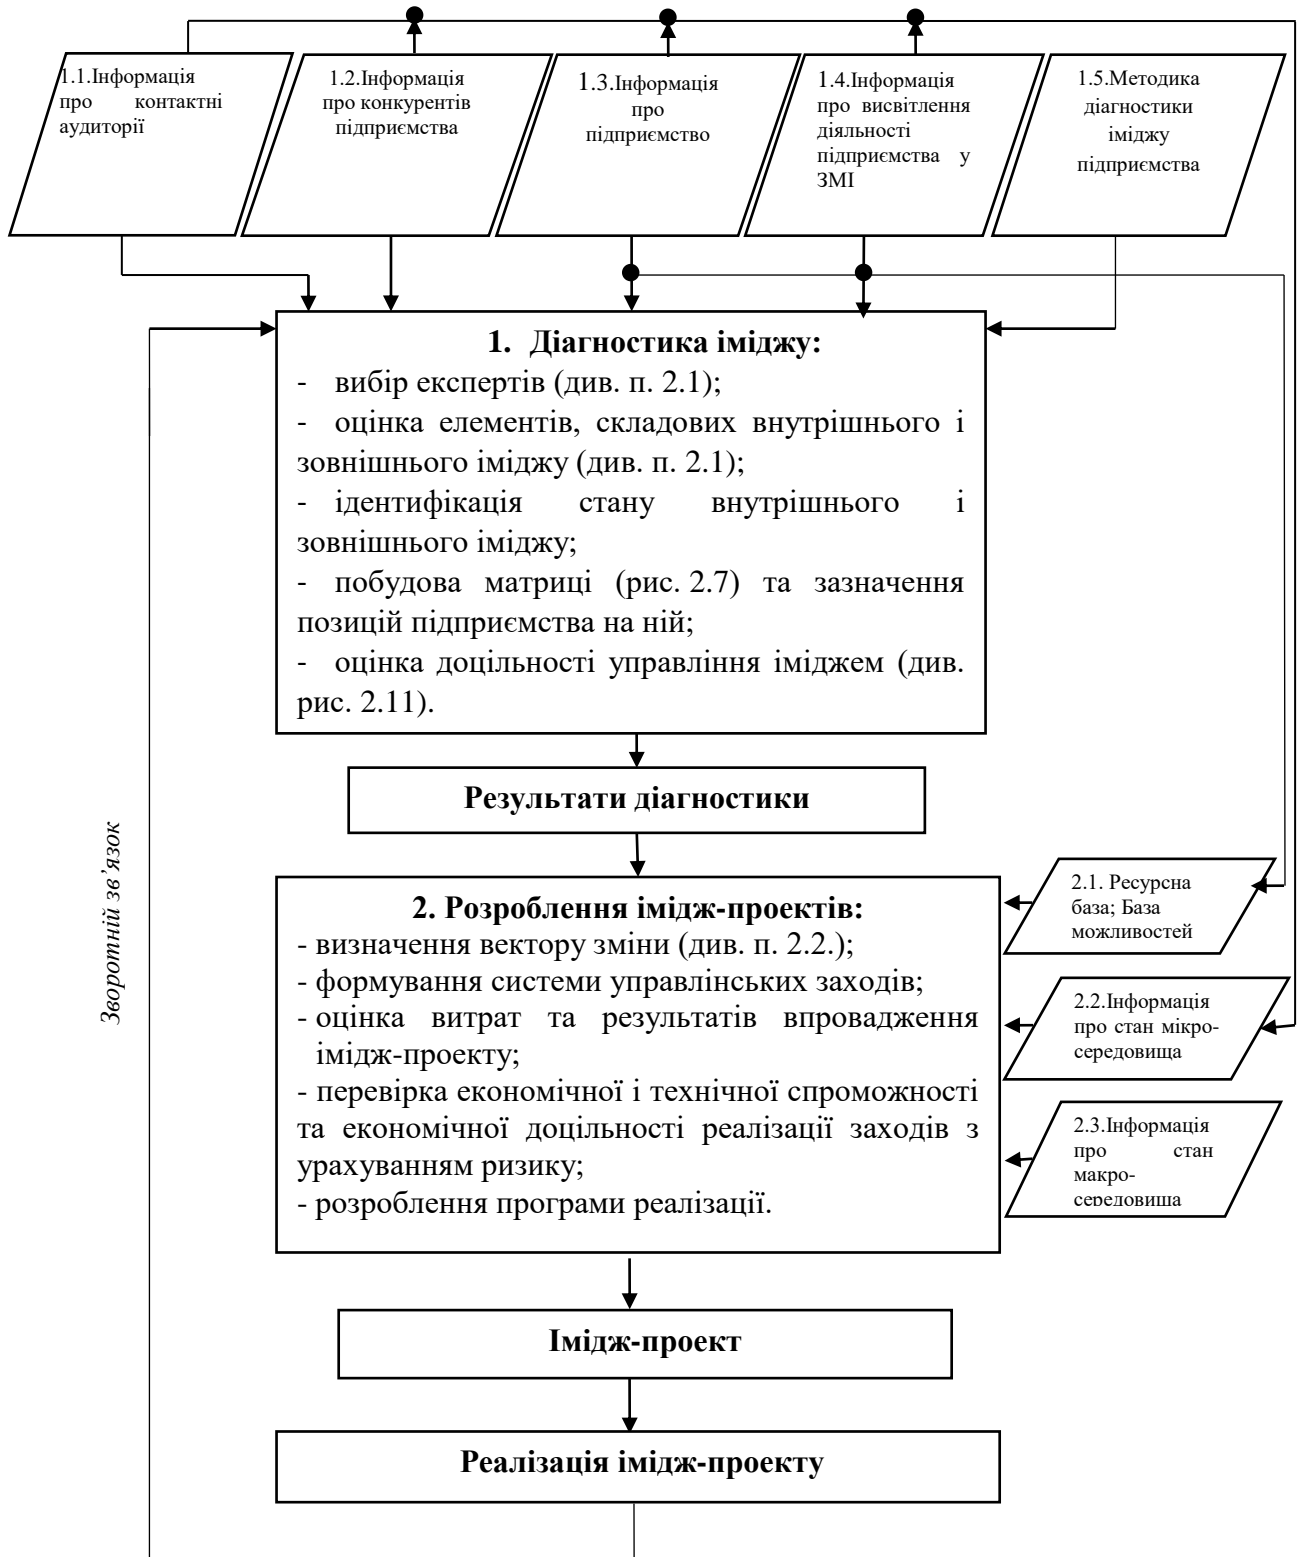 1.1.Інформація
про контактні
аудиторії
1.2.Інформація
про конкурентів
підприємства
1.3.Інформація
про
підприємство
1.4.Інформація
про висвітлення
діяльності
підприємства у
ЗМІ
1.5.Методика
діагностики
іміджу
підприємства
1. Діагностика іміджу:
- вибір експертів (див. п. 2.1);
- оцінка елементів, складових внутрішнього і
зовнішнього іміджу (див. п. 2.1);
- ідентифікація стану внутрішнього і
зовнішнього іміджу;
- побудова матриці (рис. 2.7) та зазначення
позицій підприємства на ній;
- оцінка доцільності управління іміджем (див.
рис. 2.11).
Результати діагностики
Зворотній зв’язок
2. Розроблення імідж-проектів:
- визначення вектору зміни (див. п. 2.2.);
- формування системи управлінських заходів;
- оцінка витрат та результатів впровадження
імідж-проекту;
- перевірка економічної і технічної спроможності
та економічної доцільності реалізації заходів з
урахуванням ризику;
- розроблення програми реалізації.
2.1. Ресурсна
база; База
можливостей
2.2.Інформація
про стан мікро-
середовища
2.3.Інформація
про стан
макро-
середовища
Імідж-проект
Реалізація імідж-проекту